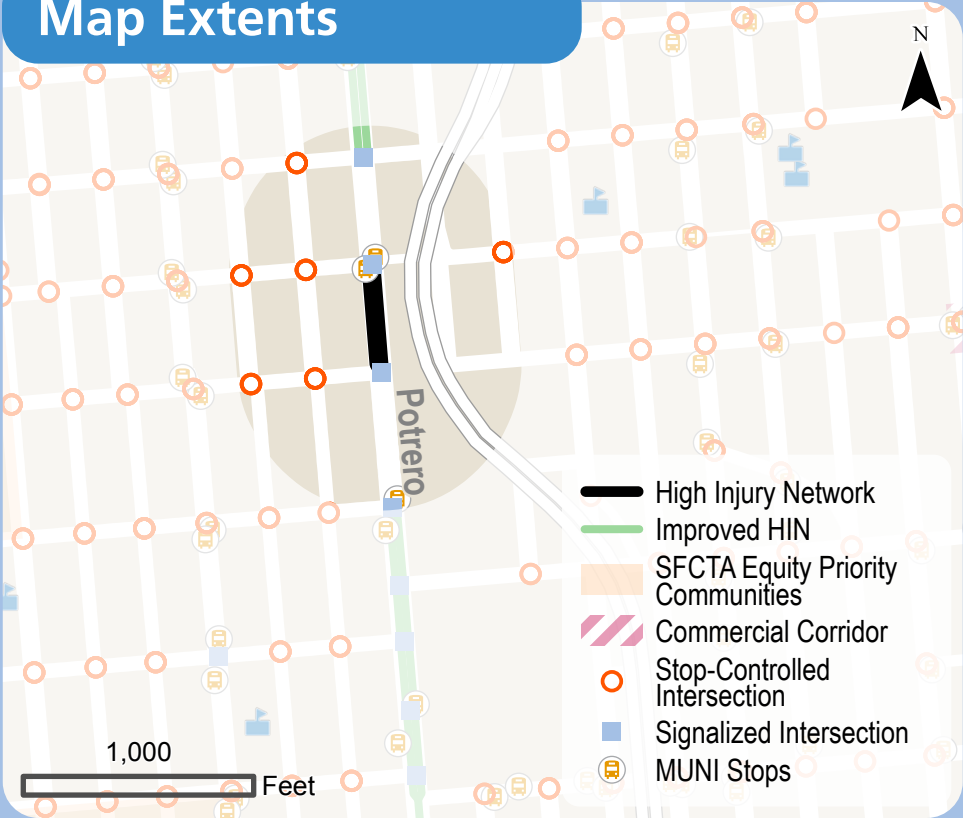 Map Extents
N
Potrero
High Injury Network
Improved HIN
SFCTA Equity Priority
Communities
Commercial Corridor
Stop-Controlled
Intersection
Signalized Intersection
MUNI Stops
1,000
Feet